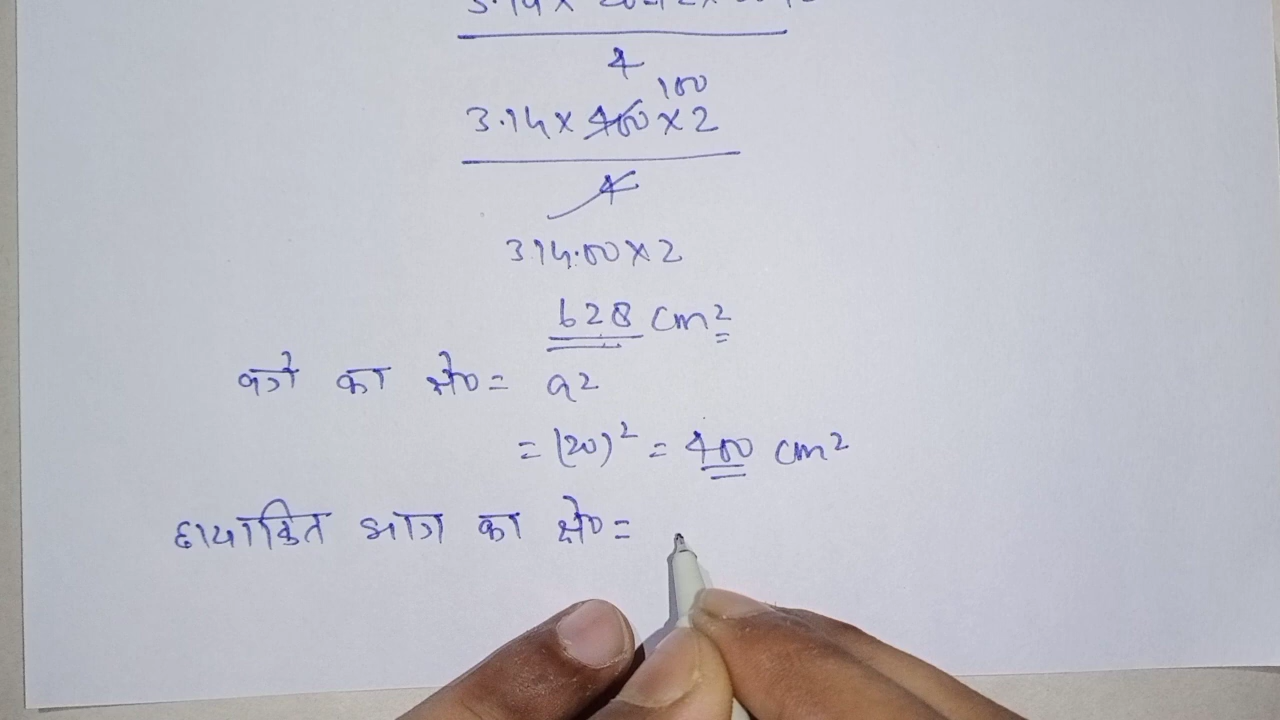 4
100
3.14 × 400 × 2
4
314.00 × 2
628 cm²
वर्ग का क्षे० = a2
= (20)² = 400 cm²
छायांकित भाग का क्षे० =